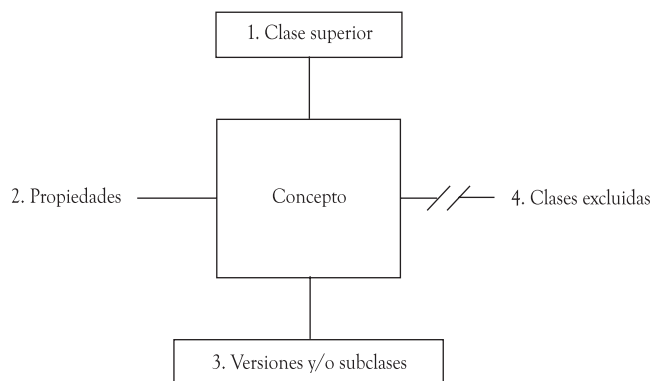 1. Clase superior
2. Propiedades
Concepto
4. Clases excluidas
3. Versiones y/o subclases